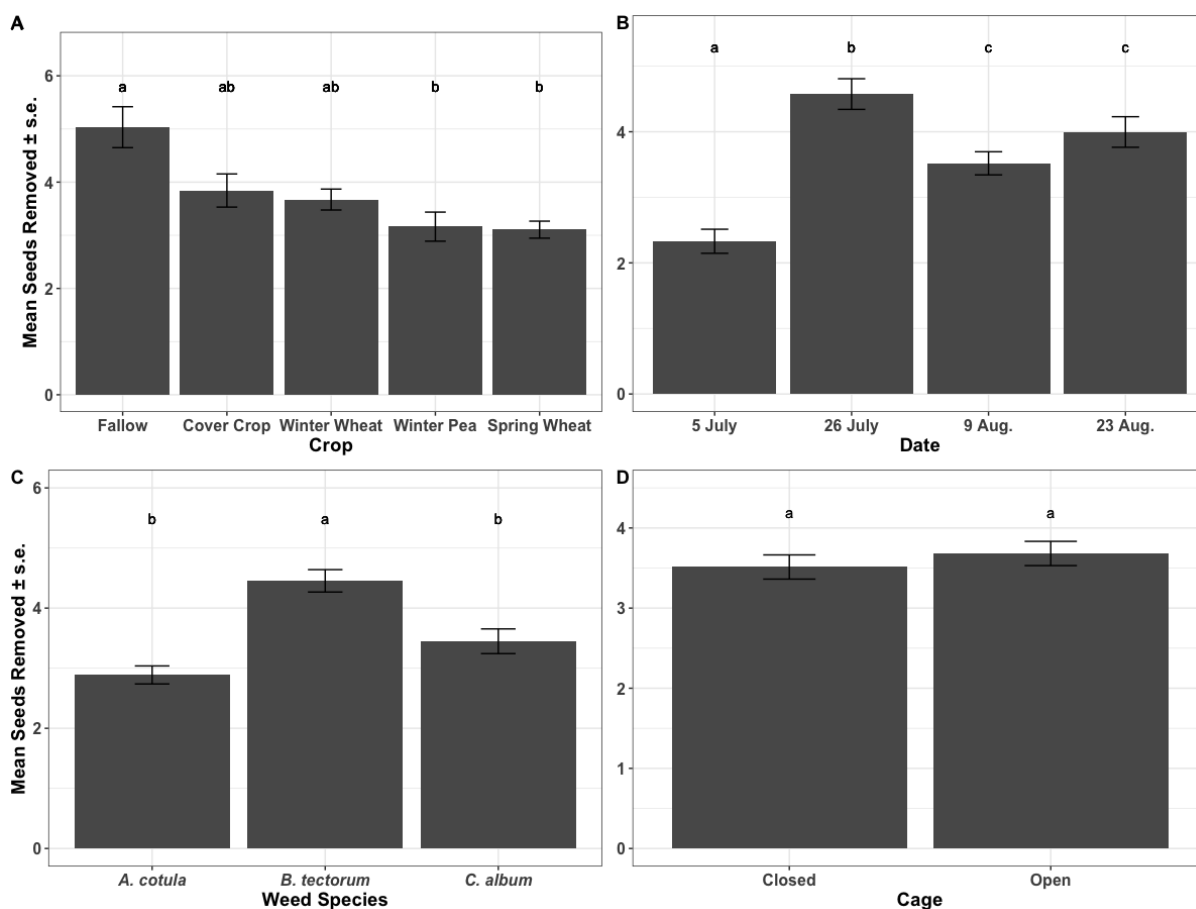 A
Mean Seeds Removed ± s.e.
6
4
2
0
a
ab
ab
b
b
Fallow
Cover Crop
Winter Wheat
Winter Pea
Spring Wheat
Crop
B
4
2
0
a
b
c
c
5 July
26 July
9 Aug.
23 Aug.
Date
C
Mean Seeds Removed ± s.e.
6
4
2
0
b
a
b
A. cotula
B. tectorum
C. album
Weed Species
D
4
3
2
1
0
a
a
Closed
Open
Cage